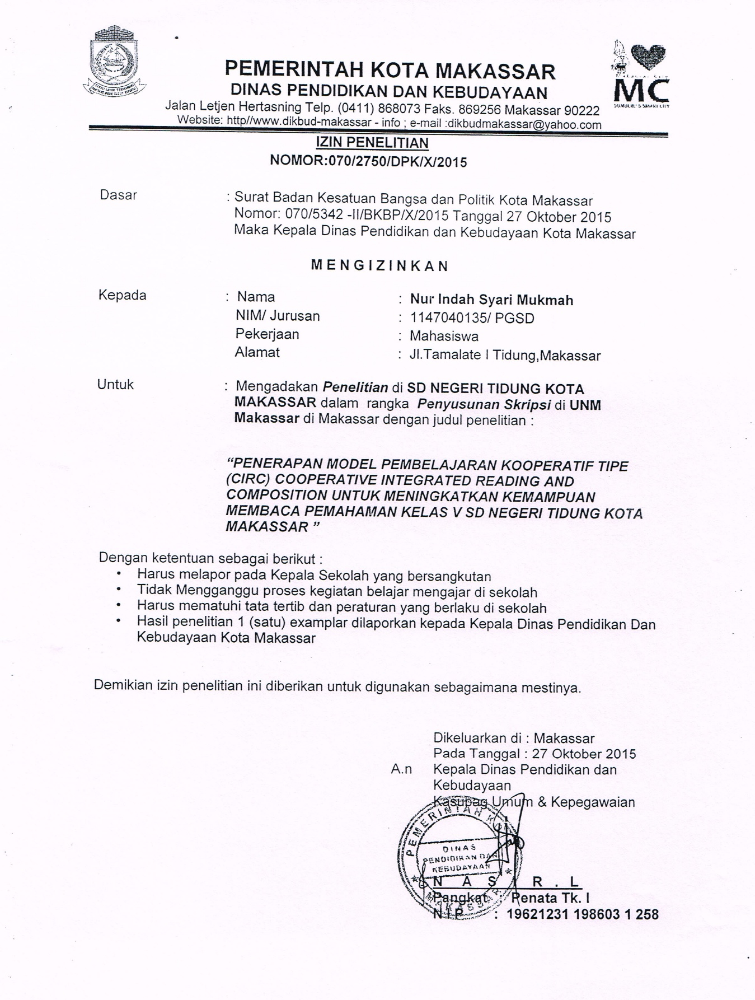 PEMERINTAH KOTA MAKASSAR
DINAS PENDIDIKAN DAN KEBUDAYAAN
Jalan Letjen Hertasning Telp. (0411) 868073 Faks. 869256 Makassar 90222
Website: http//www.dikbud-makassar - info ; e-mail :dikbudmakassar@yahoo.com
MC
IZIN PENELITIAN
NOMOR:070/2750/DPK/X/2015
Dasar : Surat Badan Kesatuan Bangsa dan Politik Kota Makassar
Nomor: 070/5342 -II/BKBP/X/2015 Tanggal 27 Oktober 2015
Maka Kepala Dinas Pendidikan dan Kebudayaan Kota Makassar
M E N G I Z I N K A N
Kepada : Nama : Nur Indah Syari Mukmah
NIM/ Jurusan : 1147040135/ PGSD
Pekerjaan : Mahasiswa
Alamat : Jl.Tamalate I Tidung,Makassar
Untuk : Mengadakan Penelitian di SD NEGERI TIDUNG KOTA
MAKASSAR dalam rangka Penyusunan Skripsi di UNM
Makassar di Makassar dengan judul penelitian :
“PENERAPAN MODEL PEMBELAJARAN KOOPERATIF TIPE
(CIRC) COOPERATIVE INTEGRATED READING AND
COMPOSITION UNTUK MENINGKATKAN KEMAMPUAN
MEMBACA PEMAHAMAN KELAS V SD NEGERI TIDUNG KOTA
MAKASSAR ”
Dengan ketentuan sebagai berikut :
• Harus melapor pada Kepala Sekolah yang bersangkutan
• Tidak Mengganggu proses kegiatan belajar mengajar di sekolah
• Harus mematuhi tata tertib dan peraturan yang berlaku di sekolah
• Hasil penelitian 1 (satu) examplar dilaporkan kepada Kepala Dinas Pendidikan Dan
Kebudayaan Kota Makassar
Demikian izin penelitian ini diberikan untuk digunakan sebagaimana mestinya.
Dikeluarkan di : Makassar
Pada Tanggal : 27 Oktober 2015
A.n Kepala Dinas Pendidikan dan
Kebudayaan
Kasubag Umum & Kepegawaian
PEMERINTAH
DINAS
PENDIDIKAN DAN
KEBUDAYAAN
MAKASSAR
N A S I R . L
Pangkat : Penata Tk. I
N I P : 19621231 198603 1 258